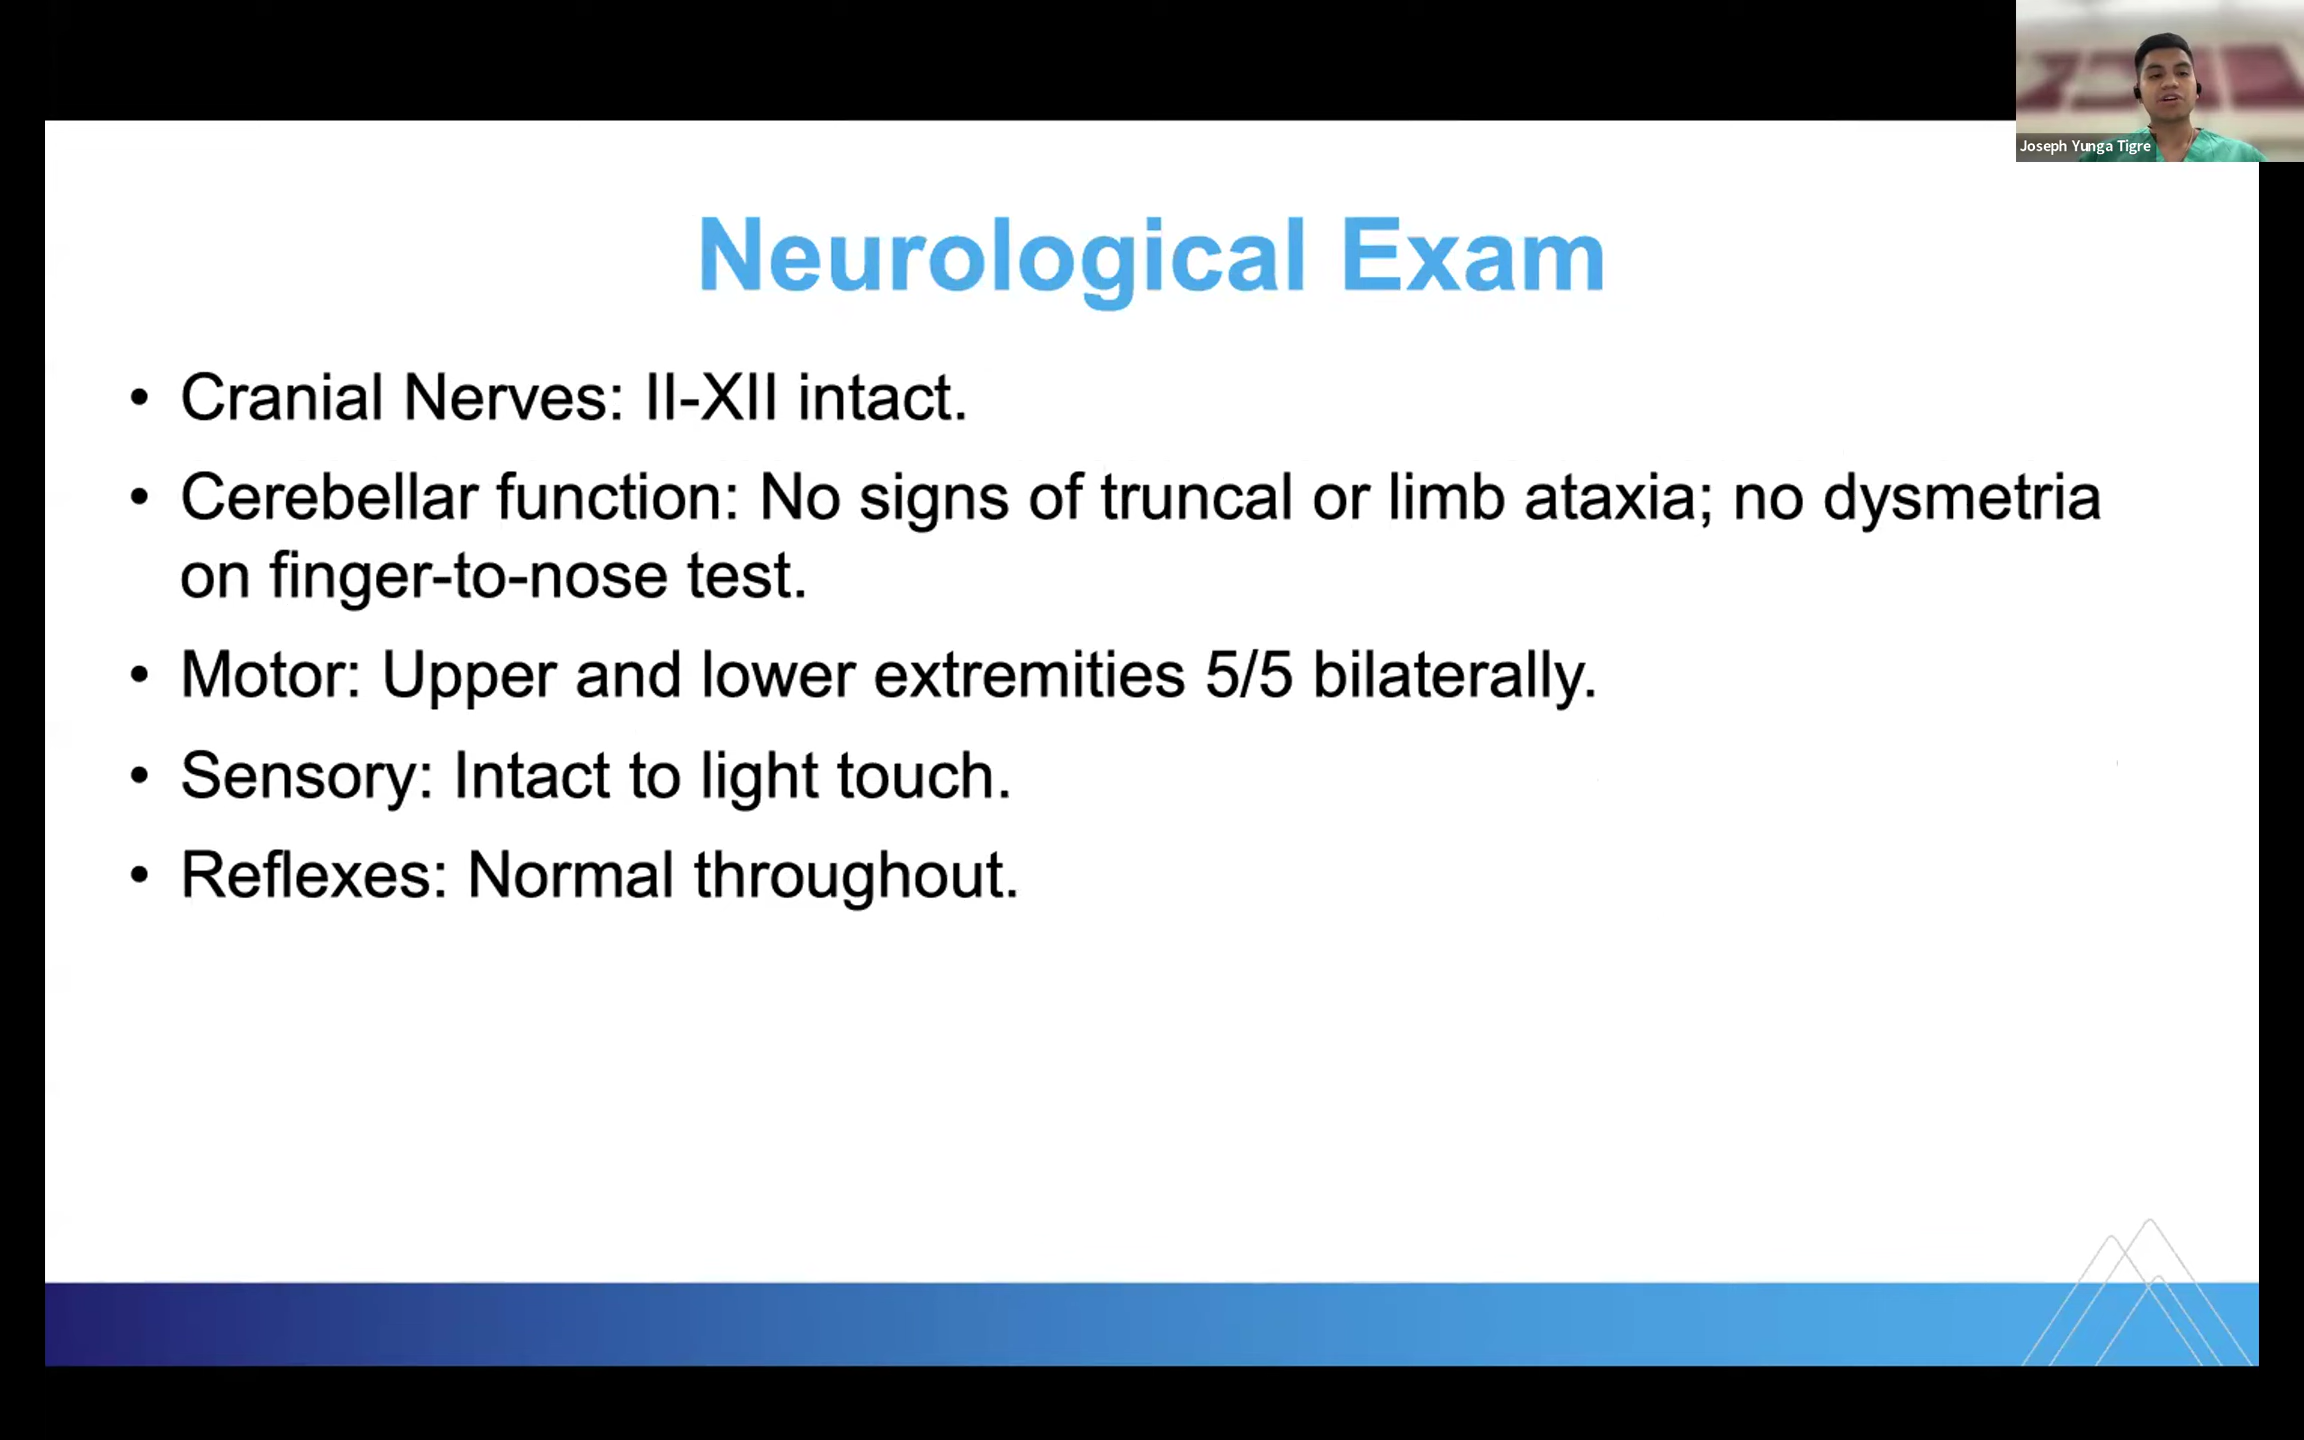 Joseph Yunga Tigre
Neurological Exam
• Cranial Nerves: II-XII intact.
• Cerebellar function: No signs of truncal or limb ataxia; no dysmetria
on finger-to-nose test.
• Motor: Upper and lower extremities 5/5 bilaterally.
• Sensory: Intact to light touch.
• Reflexes: Normal throughout.